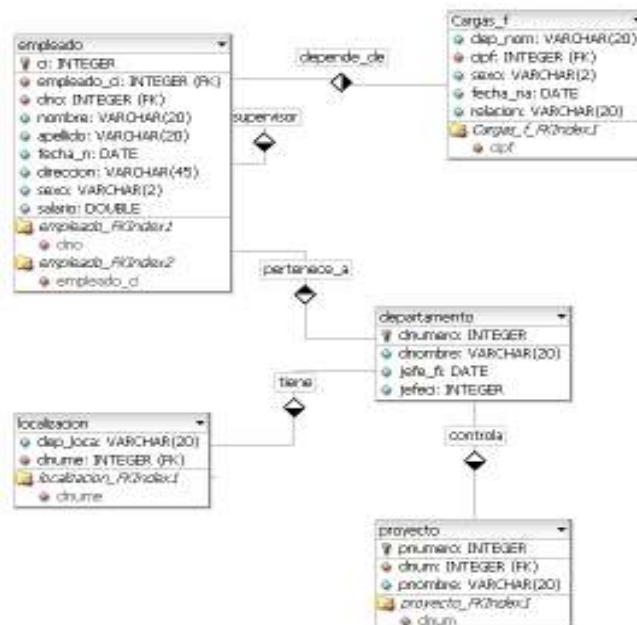 empleado
ci: INTEGER
empleado_ci: INTEGER (FK)
dno: INTEGER (FK)
nombre: VARCHAR(20)
apellido: VARCHAR(20)
fecha_n: DATE
direccion: VARCHAR(45)
sexo: VARCHAR(2)
salario: DOUBLE
empleado_FKIndex1
dno
empleado_FKIndex2
empleado_ci
depende_de
supervisor
Cargas_f
dep_nom: VARCHAR(20)
cipf: INTEGER (FK)
sexo: VARCHAR(2)
fecha_na: DATE
relacion: VARCHAR(20)
Cargas_f_FKIndex1
cipf
pertenece_a
departamento
dnumero: INTEGER
dnombre: VARCHAR(20)
jefe_fi: DATE
jefeci: INTEGER
tiene
localizacion
dep_loca: VARCHAR(20)
dnume: INTEGER (FK)
localizacion_FKIndex1
dnume
controla
proyecto
pnumero: INTEGER
dnum: INTEGER (FK)
pnombre: VARCHAR(20)
proyecto_FKIndex1
dnum